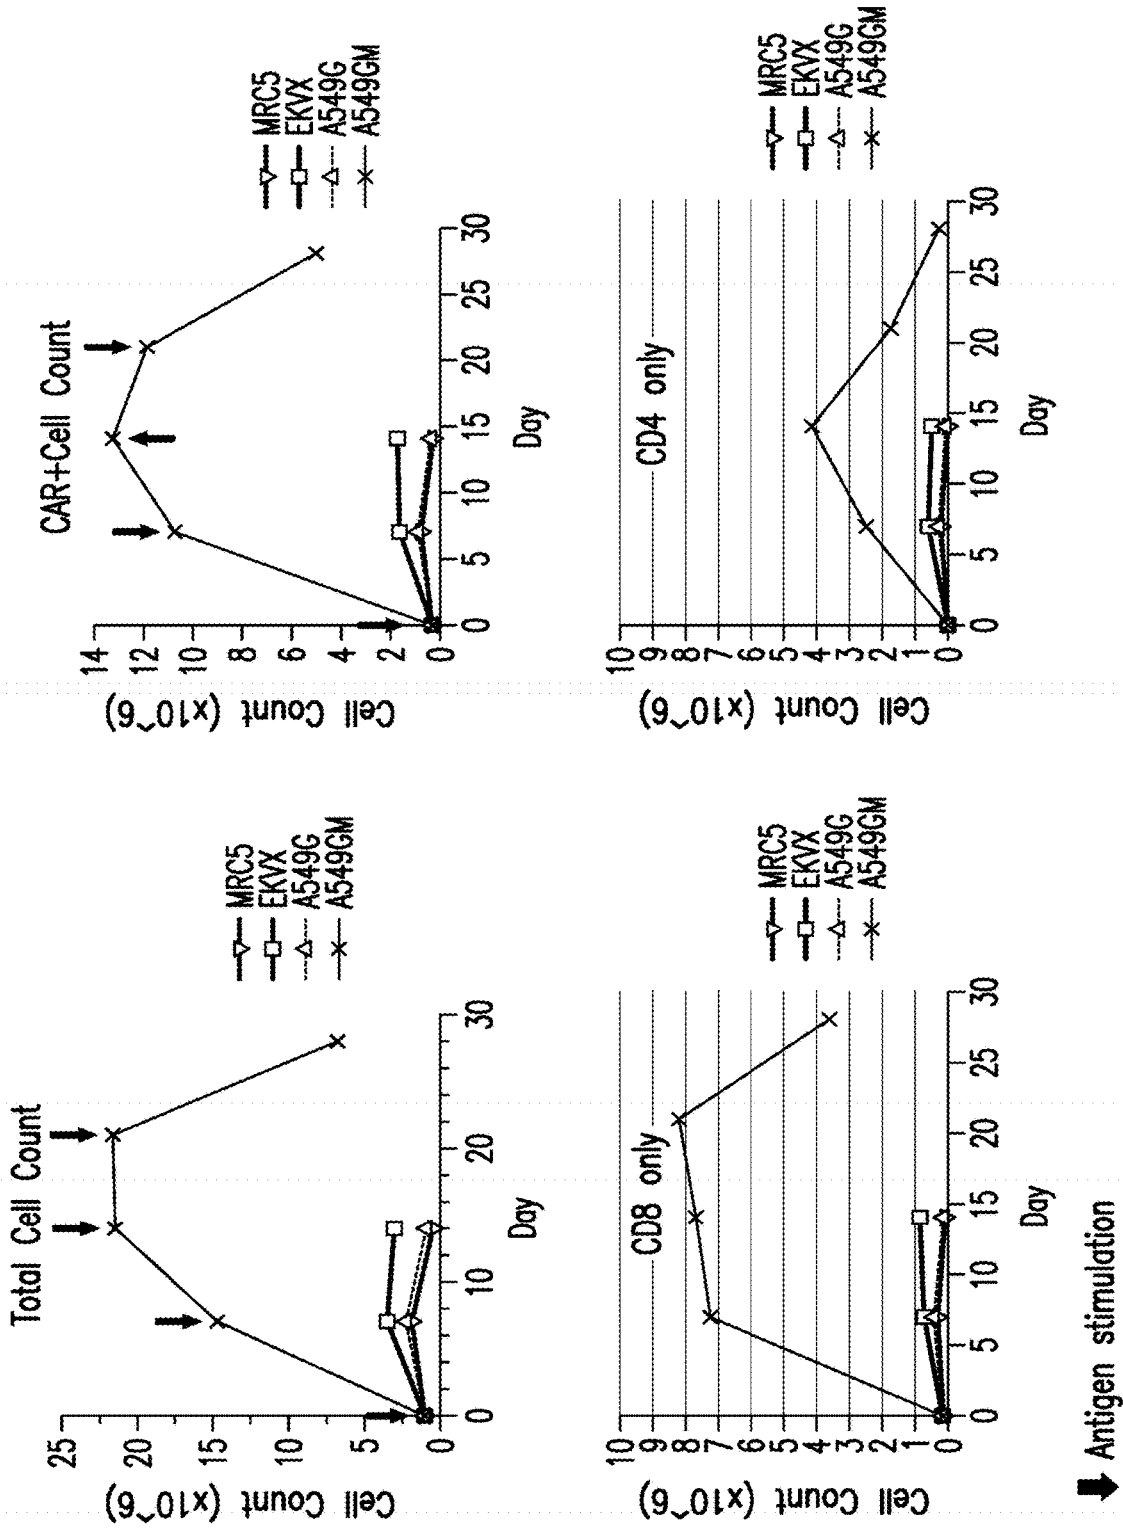 Total Cell Count
Cell Count (x10^6)
25
20
15
10
5
0
0
10
20
30
Day
MRC5
EKVX
A549G
A549GM
CAR+Cell Count
Cell Count (x10^6)
14
12
10
8
6
4
2
0
0
5
10
15
20
25
30
Day
MRC5
EKVX
A549G
A549GM
CD8 only
Cell Count (x10^6)
10
9
8
7
6
5
4
3
2
1
0
0
5
10
15
20
25
30
Day
MRC5
EKVX
A549G
A549GM
CD4 only
Cell Count (x10^6)
10
9
8
7
6
5
4
3
2
1
0
0
5
10
15
20
25
30
Day
MRC5
EKVX
A549G
A549GM
Antigen stimulation